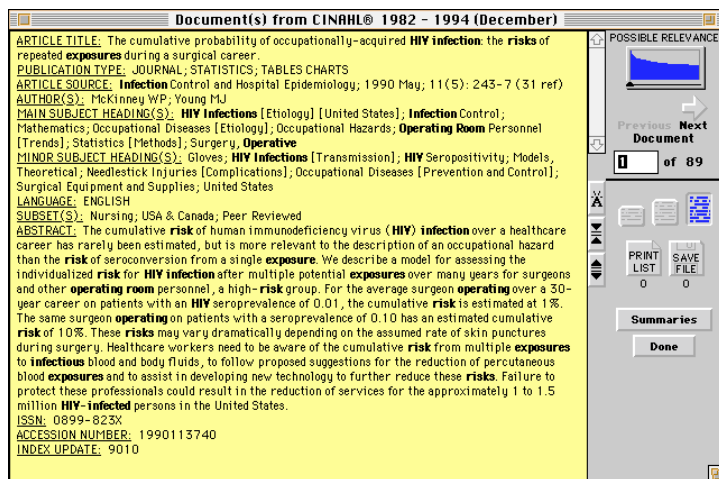 Document(s) from CINAHL® 1982 - 1994 (December)
ARTICLE TITLE: The cumulative probability of occupationally-acquired HIV infection: the risks of
repeated exposures during a surgical career.
PUBLICATION TYPE: JOURNAL; STATISTICS; TABLES CHARTS
ARTICLE SOURCE: Infection Control and Hospital Epidemiology; 1990 May; 11(5): 243-7 (31 ref)
AUTHOR(S): McKinney WP; Young MJ
MAIN SUBJECT HEADING(S): HIV Infections [Etiology] [United States]; Infection Control;
Mathematics; Occupational Diseases [Etiology]; Occupational Hazards; Operating Room Personnel
[Trends]; Statistics [Methods]; Surgery, Operative
MINOR SUBJECT HEADING(S): Gloves; HIV Infections [Transmission]; HIV Seropositivity; Models,
Theoretical; Needlestick Injuries [Complications]; Occupational Diseases [Prevention and Control];
Surgical Equipment and Supplies; United States
LANGUAGE: ENGLISH
SUBSET(S): Nursing; USA & Canada; Peer Reviewed
ABSTRACT: The cumulative risk of human immunodeficiency virus (HIV) infection over a healthcare
career has rarely been estimated, but is more relevant to the description of an occupational hazard
than the risk of seroconversion from a single exposure. We describe a model for assessing the
individualized risk for HIV infection after multiple potential exposures over many years for surgeons
and other operating room personnel, a high-risk group. For the average surgeon operating over a 30-
year career on patients with an HIV seroprevalence of 0.01, the cumulative risk is estimated at 1%.
The same surgeon operating on patients with a seroprevalence of 0.10 has an estimated cumulative
risk of 10%. These risks may vary dramatically depending on the assumed rate of skin punctures
during surgery. Healthcare workers need to be aware of the cumulative risk from multiple exposures
to infectious blood and body fluids, to follow proposed suggestions for the reduction of percutaneous
blood exposures and to assist in developing new technology to further reduce these risks. Failure to
protect these professionals could result in the reduction of services for the approximately 1 to 1.5
million HIV-infected persons in the United States.
ISSN: 0899-823X
ACCESSION NUMBER: 1990113740
INDEX UPDATE: 9010
POSSIBLE RELEVANCE
Previous Next
Document
1 of 89
A
PRINT LIST
0
SAVE FILE
0
Summaries
Done